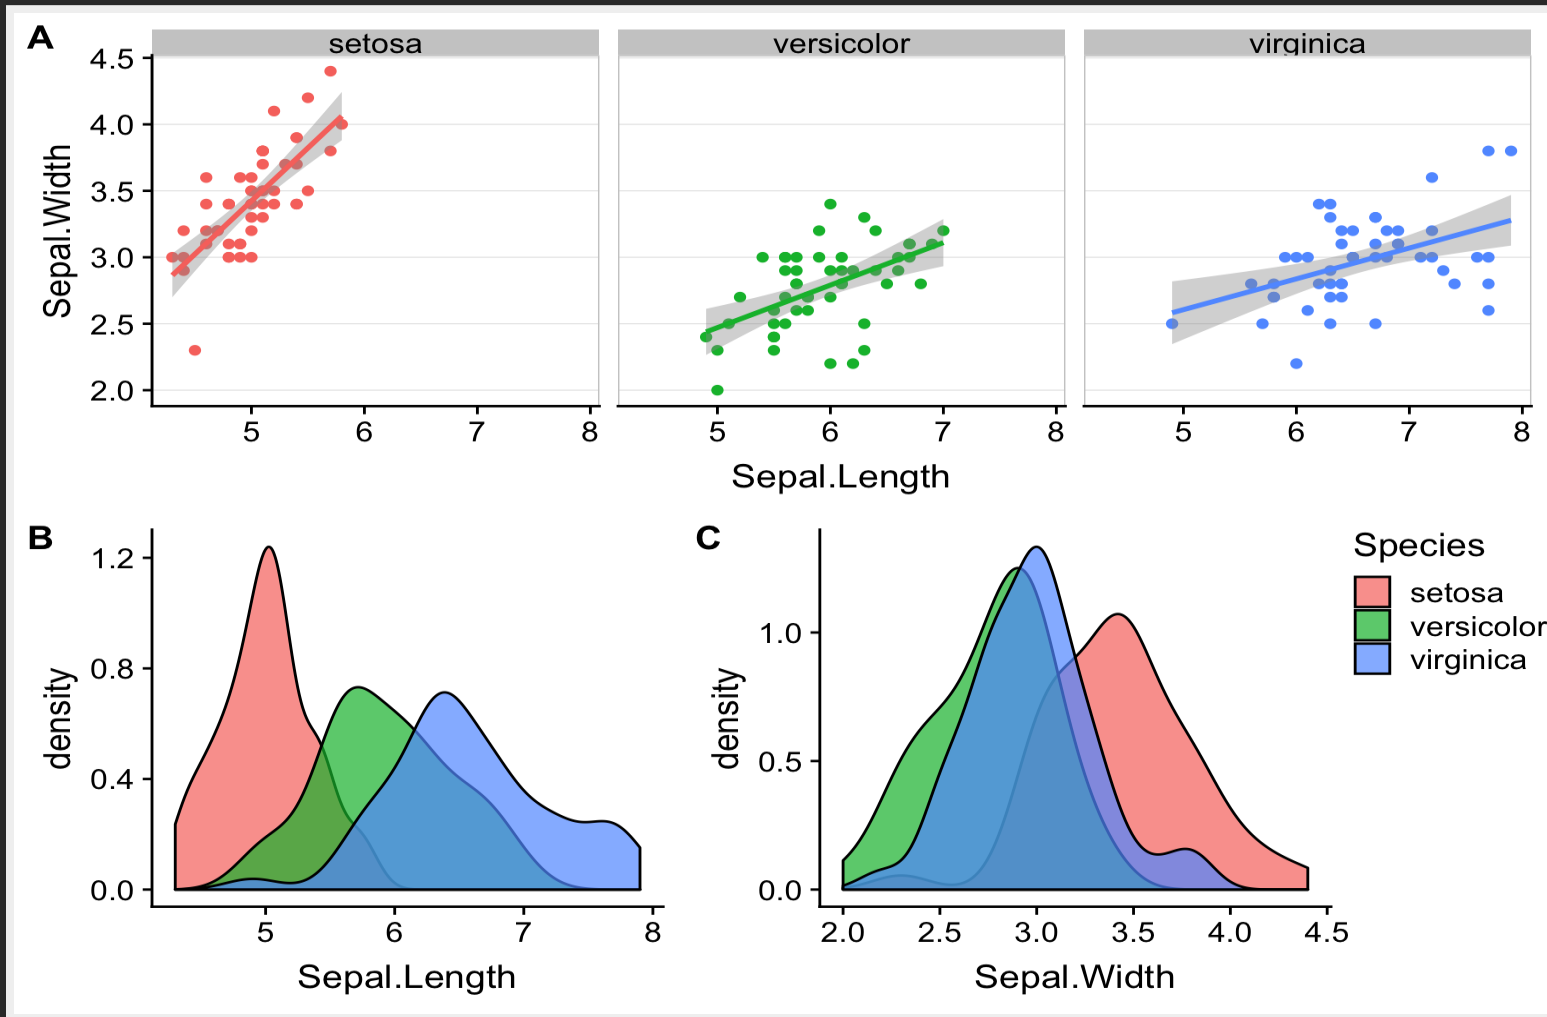 A
setosa versicolor virginica
4.5
4.0
3.5
3.0
2.5
2.0
Sepal.Width
5 6 7 8 5 6 7 8 5 6 7 8
Sepal.Length
B
1.2
0.8
0.4
0.0
density
5 6 7 8
Sepal.Length
C
1.0
0.5
0.0
density
2.0 2.5 3.0 3.5 4.0 4.5
Sepal.Width
Species
setosa
versicolor
virginica